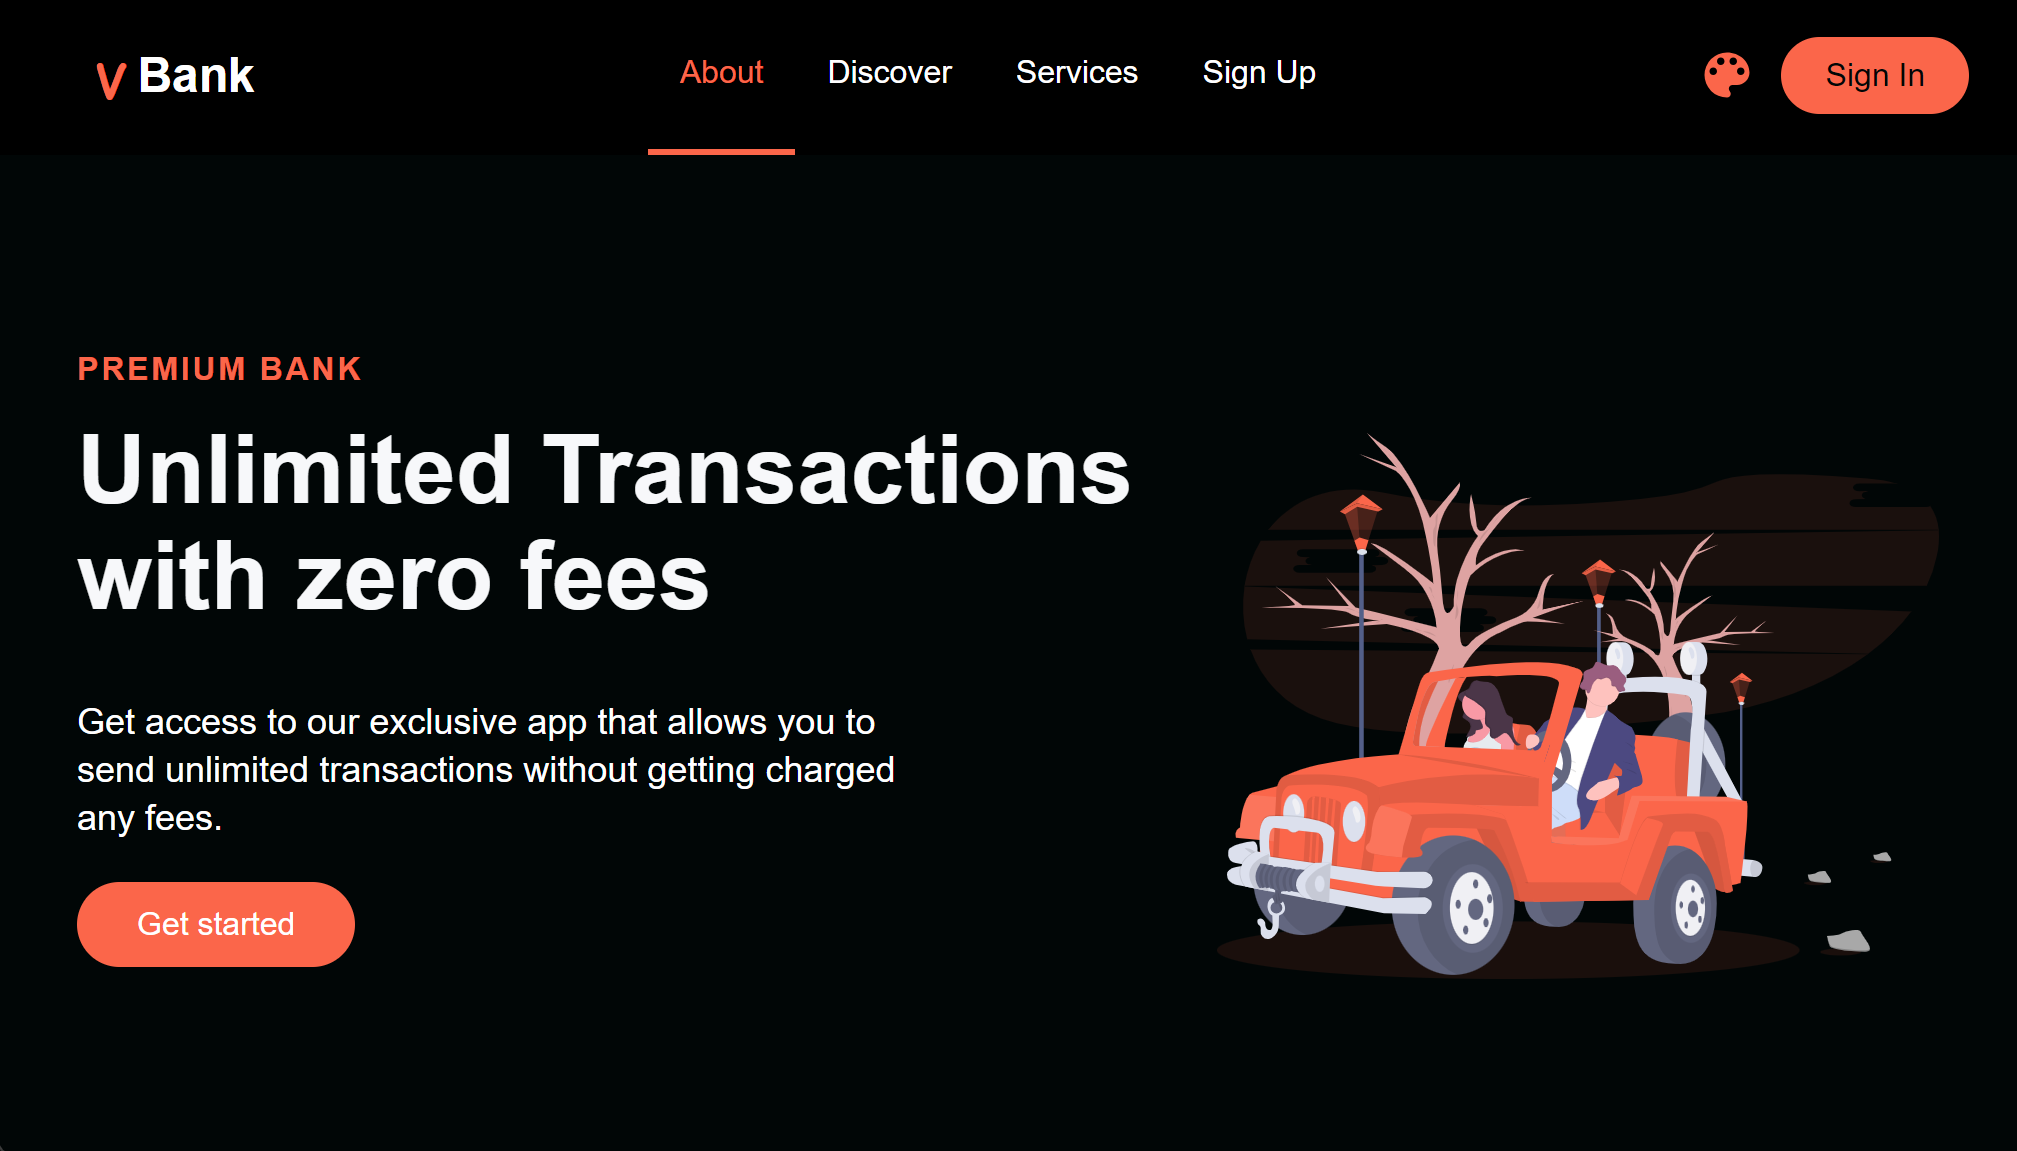 V Bank
About Discover Services Sign Up
Sign In
PREMIUM BANK
Unlimited Transactions
with zero fees
Get access to our exclusive app that allows you to
send unlimited transactions without getting charged
any fees.
Get started